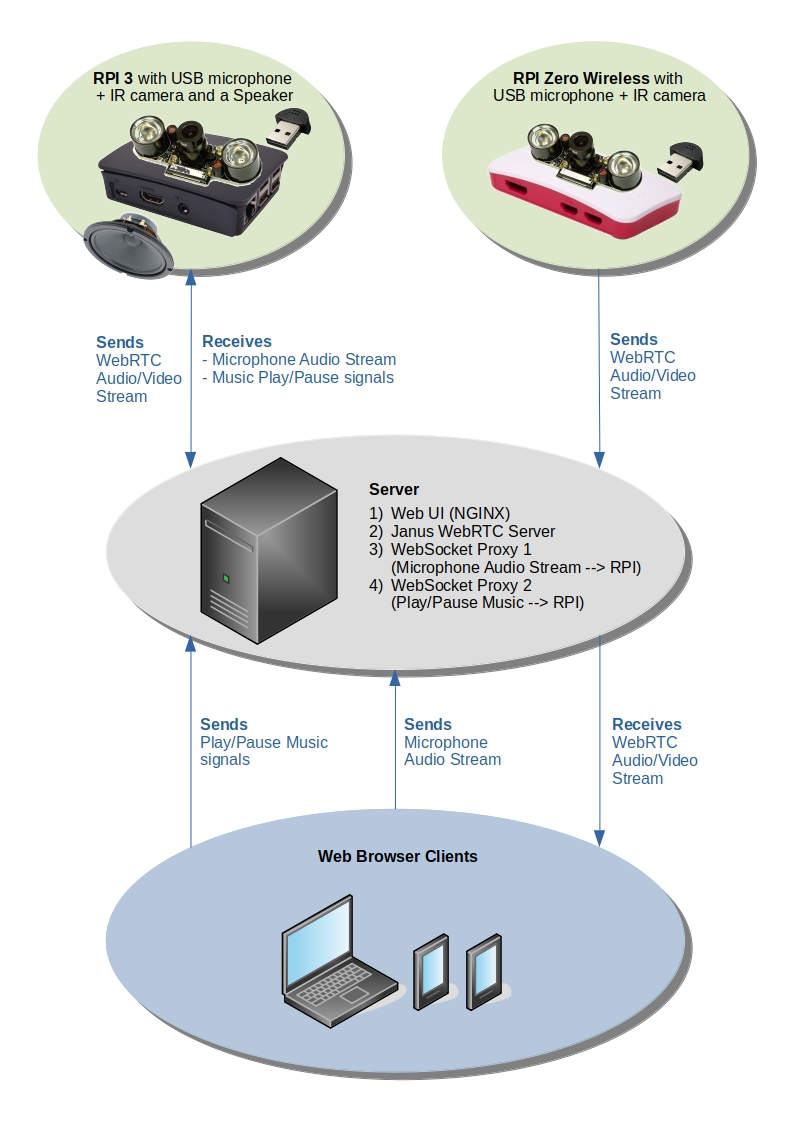 RPI 3 with USB microphone
+ IR camera and a Speaker
RPI Zero Wireless with
USB microphone + IR camera
Sends
WebRTC
Audio/Video
Stream
Receives
- Microphone Audio Stream
- Music Play/Pause signals
Sends
WebRTC
Audio/Video
Stream
Server
1) Web UI (NGINX)
2) Janus WebRTC Server
3) WebSocket Proxy 1
(Microphone Audio Stream --> RPI)
4) WebSocket Proxy 2
(Play/Pause Music --> RPI)
Sends
Play/Pause Music
signals
Sends
Microphone
Audio Stream
Receives
WebRTC
Audio/Video
Stream
Web Browser Clients